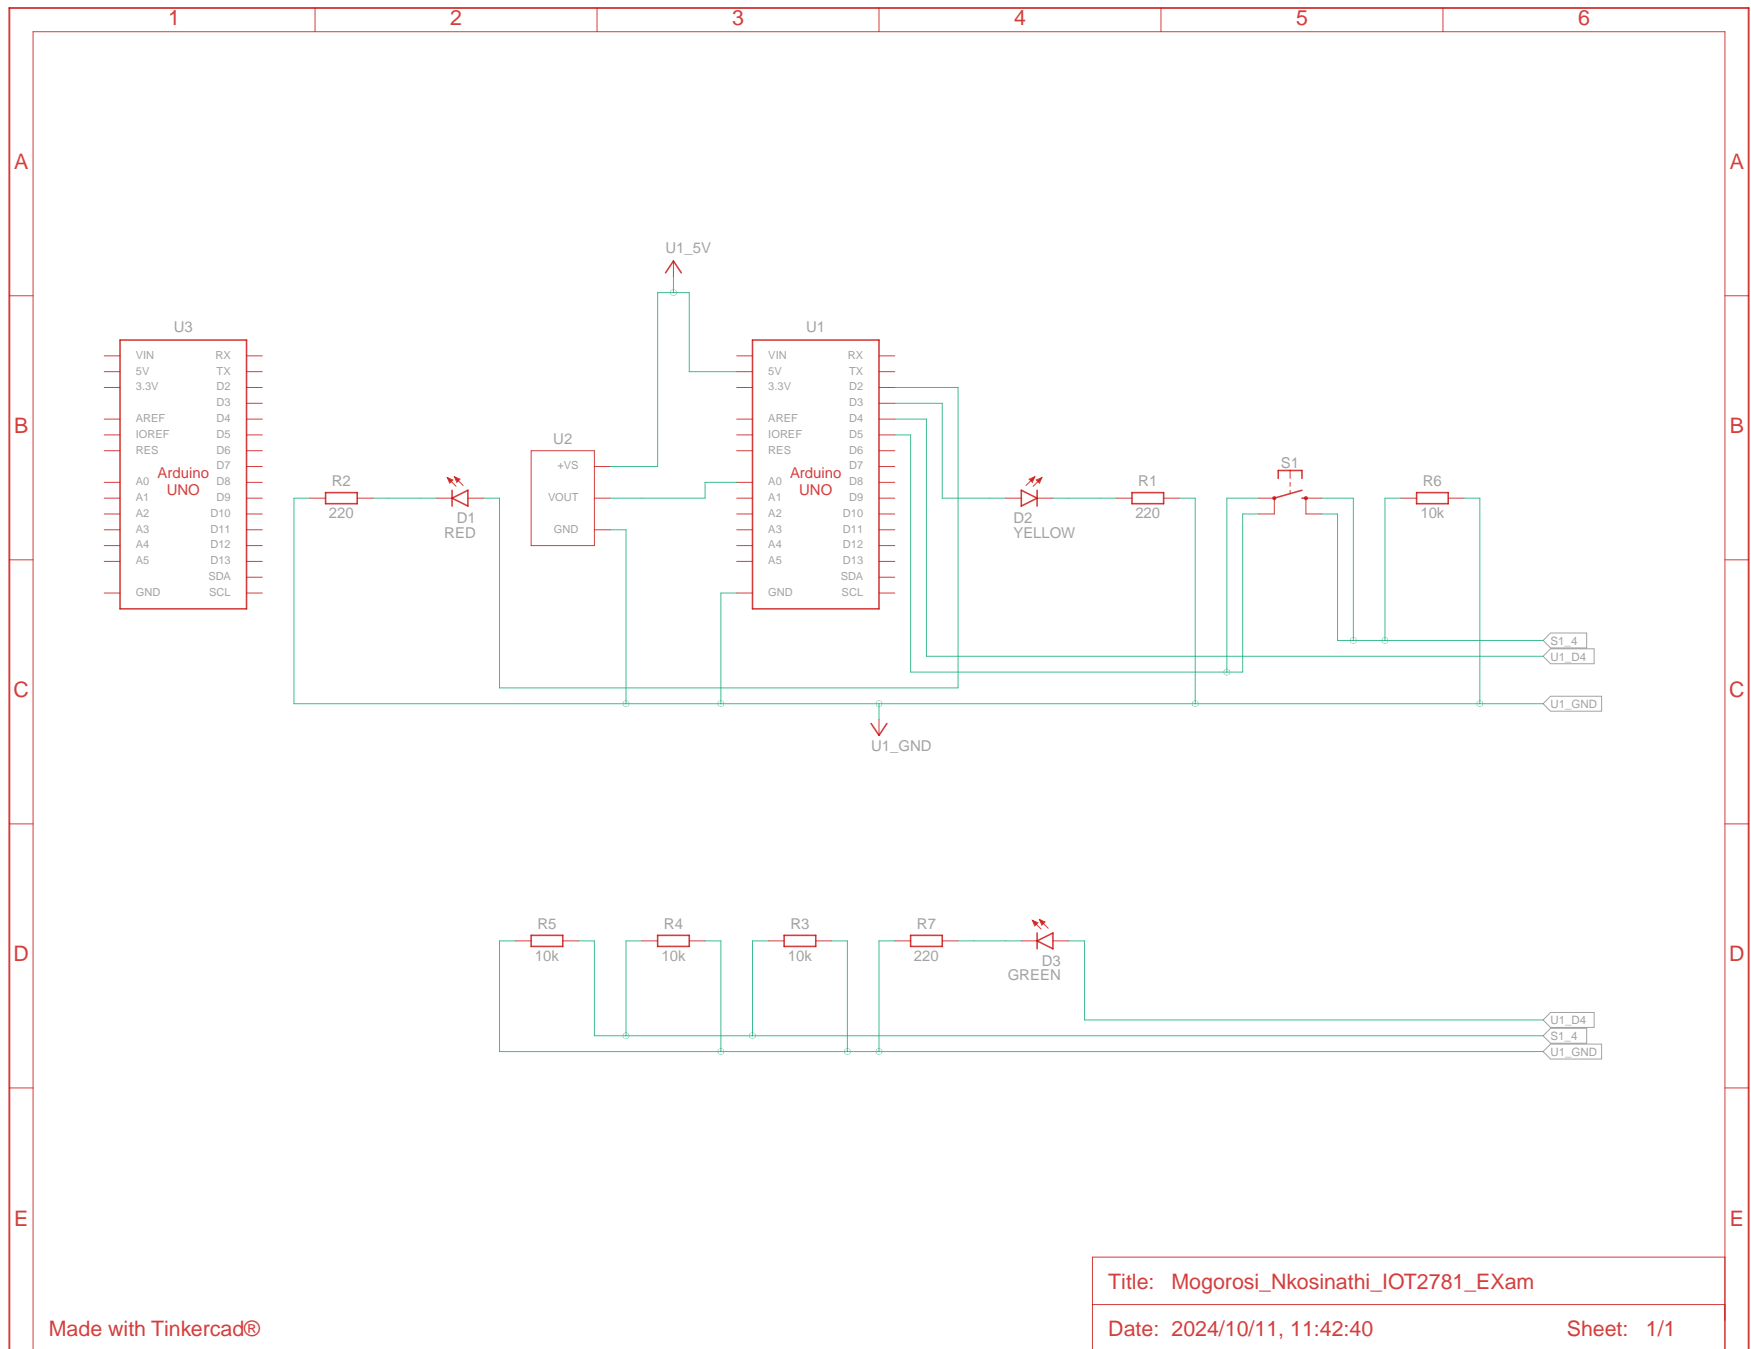 1 2 3 4 5 6
A A
U1_5V
U3 U1
VIN RX VIN RX
5V TX 5V TX
3.3V D2 3.3V D2
D3 D3
B AREF D4 AREF D4 B
IOREF D5 IOREF D5
U2
RES D6 RES D6
+VS
D7 D7
Arduino Arduino
S1
A0 D8 A0 D8
R2 R1 R6
UNO UNO
A1 D9 VOUT A1 D9
A2 D10 A2 D10
220 220 10k
D1 D2
A3 D11 GND A3 D11
RED YELLOW
A4 D12 A4 D12
A5 D13 A5 D13
SDA SDA
GND SCL GND SCL
S1_4
U1_D4
C C
U1_GND
U1_GND
R5 R4 R3 R7
D D
10k 10k 10k 220 D3
GREEN
U1_D4
S1_4
U1_GND
E E
Title: Mogorosi_Nkosinathi_IOT2781_EXam
Made with Tinkercad® Date: 2024/10/11, 11:42:40 Sheet: 1/1